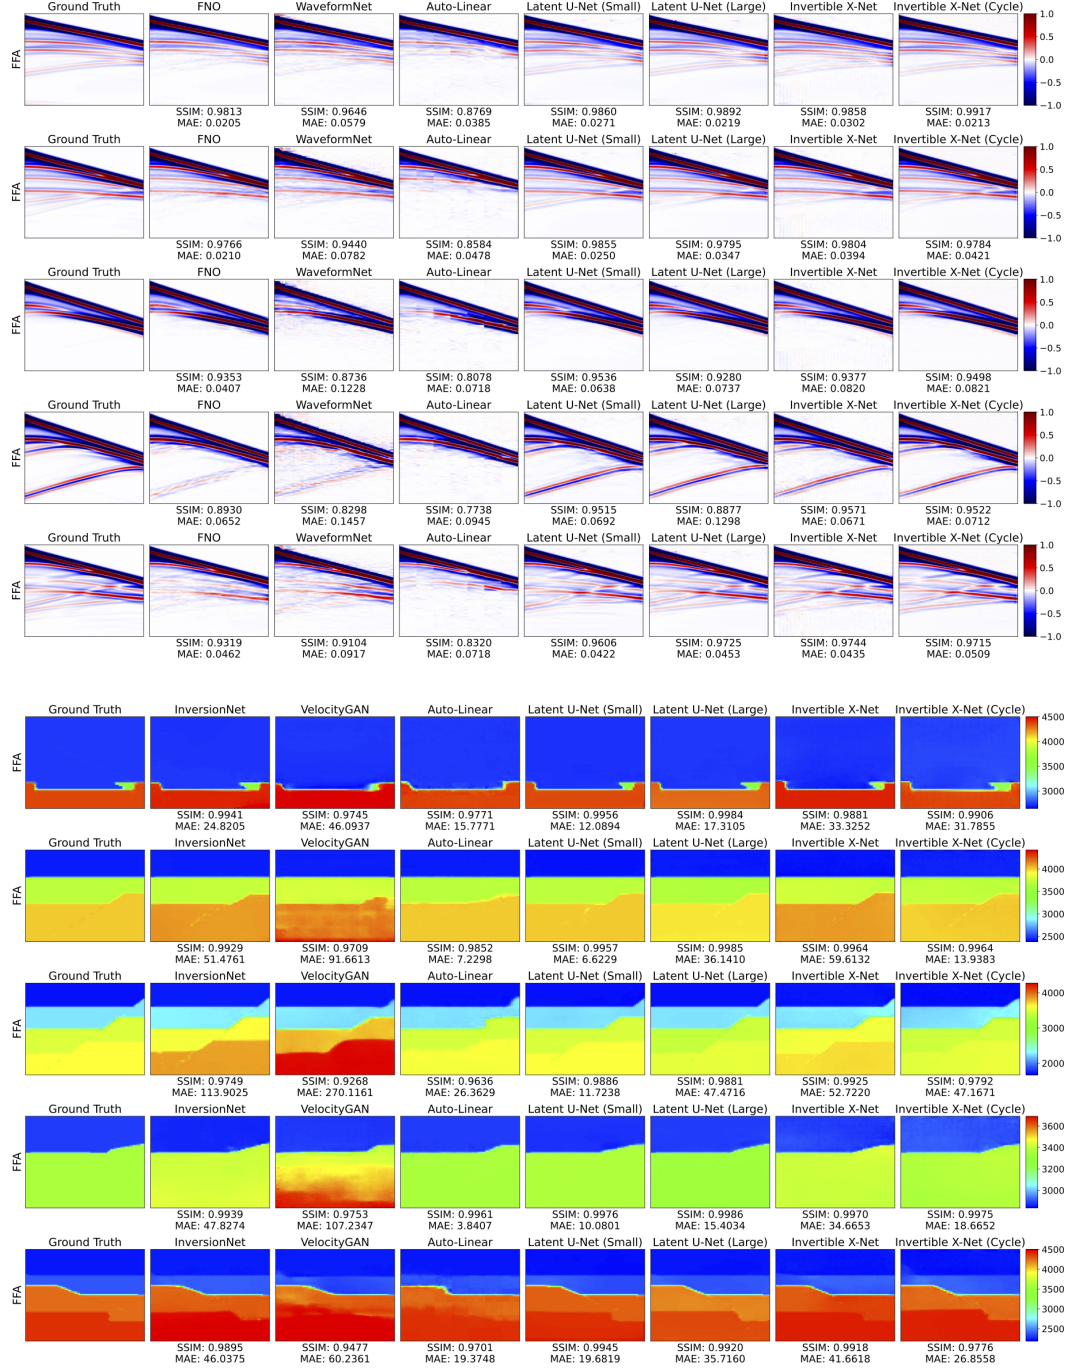 Ground Truth FNO WaveformNet Auto-Linear Latent U-Net (Small) Latent U-Net (Large) Invertible X-Net Invertible X-Net (Cycle)
FFA
1.0
0.5
0.0
−0.5
−1.0
SSIM: 0.9813 SSIM: 0.9646 SSIM: 0.8769 SSIM: 0.9860 SSIM: 0.9892 SSIM: 0.9858 SSIM: 0.9917
MAE: 0.0205 MAE: 0.0579 MAE: 0.0385 MAE: 0.0271 MAE: 0.0219 MAE: 0.0302 MAE: 0.0213
Ground Truth FNO WaveformNet Auto-Linear Latent U-Net (Small) Latent U-Net (Large) Invertible X-Net Invertible X-Net (Cycle)
FFA
1.0
0.5
0.0
−0.5
−1.0
SSIM: 0.9766 SSIM: 0.9440 SSIM: 0.8584 SSIM: 0.9855 SSIM: 0.9795 SSIM: 0.9804 SSIM: 0.9784
MAE: 0.0210 MAE: 0.0782 MAE: 0.0478 MAE: 0.0250 MAE: 0.0347 MAE: 0.0394 MAE: 0.0421
Ground Truth FNO WaveformNet Auto-Linear Latent U-Net (Small) Latent U-Net (Large) Invertible X-Net Invertible X-Net (Cycle)
FFA
1.0
0.5
0.0
−0.5
−1.0
SSIM: 0.9353 SSIM: 0.8736 SSIM: 0.8078 SSIM: 0.9536 SSIM: 0.9280 SSIM: 0.9377 SSIM: 0.9498
MAE: 0.0407 MAE: 0.1228 MAE: 0.0718 MAE: 0.0638 MAE: 0.0737 MAE: 0.0820 MAE: 0.0821
Ground Truth FNO WaveformNet Auto-Linear Latent U-Net (Small) Latent U-Net (Large) Invertible X-Net Invertible X-Net (Cycle)
FFA
1.0
0.5
0.0
−0.5
−1.0
SSIM: 0.8930 SSIM: 0.8298 SSIM: 0.7738 SSIM: 0.9515 SSIM: 0.8877 SSIM: 0.9571 SSIM: 0.9522
MAE: 0.0652 MAE: 0.1457 MAE: 0.0945 MAE: 0.0692 MAE: 0.1298 MAE: 0.0671 MAE: 0.0712
Ground Truth FNO WaveformNet Auto-Linear Latent U-Net (Small) Latent U-Net (Large) Invertible X-Net Invertible X-Net (Cycle)
FFA
1.0
0.5
0.0
−0.5
−1.0
SSIM: 0.9319 SSIM: 0.9104 SSIM: 0.8320 SSIM: 0.9606 SSIM: 0.9725 SSIM: 0.9744 SSIM: 0.9715
MAE: 0.0462 MAE: 0.0917 MAE: 0.0718 MAE: 0.0422 MAE: 0.0453 MAE: 0.0435 MAE: 0.0509
Ground Truth InversionNet VelocityGAN Auto-Linear Latent U-Net (Small) Latent U-Net (Large) Invertible X-Net Invertible X-Net (Cycle)
FFA
4500
4000
3500
3000
SSIM: 0.9941 SSIM: 0.9745 SSIM: 0.9771 SSIM: 0.9956 SSIM: 0.9984 SSIM: 0.9881 SSIM: 0.9906
MAE: 24.8205 MAE: 46.0937 MAE: 15.7771 MAE: 12.0894 MAE: 17.3105 MAE: 33.3252 MAE: 31.7855
Ground Truth InversionNet VelocityGAN Auto-Linear Latent U-Net (Small) Latent U-Net (Large) Invertible X-Net Invertible X-Net (Cycle)
FFA
4000
3500
3000
2500
SSIM: 0.9929 SSIM: 0.9709 SSIM: 0.9852 SSIM: 0.9957 SSIM: 0.9985 SSIM: 0.9964 SSIM: 0.9964
MAE: 51.4761 MAE: 91.6613 MAE: 7.2298 MAE: 6.6229 MAE: 36.1410 MAE: 59.6132 MAE: 13.9383
Ground Truth InversionNet VelocityGAN Auto-Linear Latent U-Net (Small) Latent U-Net (Large) Invertible X-Net Invertible X-Net (Cycle)
FFA
4000
3000
2000
SSIM: 0.9749 SSIM: 0.9268 SSIM: 0.9636 SSIM: 0.9886 SSIM: 0.9881 SSIM: 0.9925 SSIM: 0.9792
MAE: 113.9025 MAE: 270.1161 MAE: 26.3629 MAE: 11.7238 MAE: 47.4716 MAE: 52.7220 MAE: 47.1671
Ground Truth InversionNet VelocityGAN Auto-Linear Latent U-Net (Small) Latent U-Net (Large) Invertible X-Net Invertible X-Net (Cycle)
FFA
3600
3400
3200
3000
SSIM: 0.9939 SSIM: 0.9753 SSIM: 0.9961 SSIM: 0.9976 SSIM: 0.9986 SSIM: 0.9970 SSIM: 0.9975
MAE: 47.8274 MAE: 107.2347 MAE: 3.8407 MAE: 10.0801 MAE: 15.4034 MAE: 34.6653 MAE: 18.6652
Ground Truth InversionNet VelocityGAN Auto-Linear Latent U-Net (Small) Latent U-Net (Large) Invertible X-Net Invertible X-Net (Cycle)
FFA
4500
4000
3500
3000
2500
SSIM: 0.9895 SSIM: 0.9477 SSIM: 0.9701 SSIM: 0.9945 SSIM: 0.9920 SSIM: 0.9918 SSIM: 0.9776
MAE: 46.0375 MAE: 60.2361 MAE: 19.3748 MAE: 19.6819 MAE: 35.7160 MAE: 41.6618 MAE: 26.8558